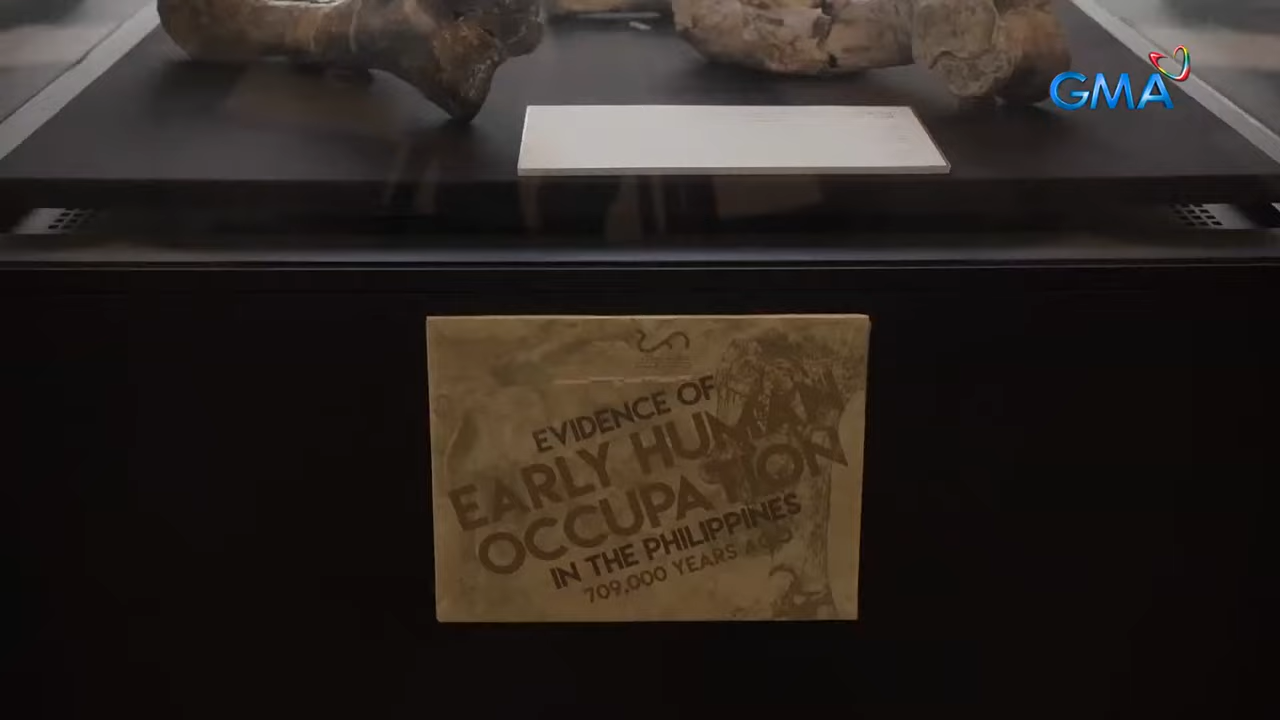 GMA
EVIDENCE OF
EARLY HUMAN
OCCUPATION
IN THE PHILIPPINES
709,000 YEARS AGO